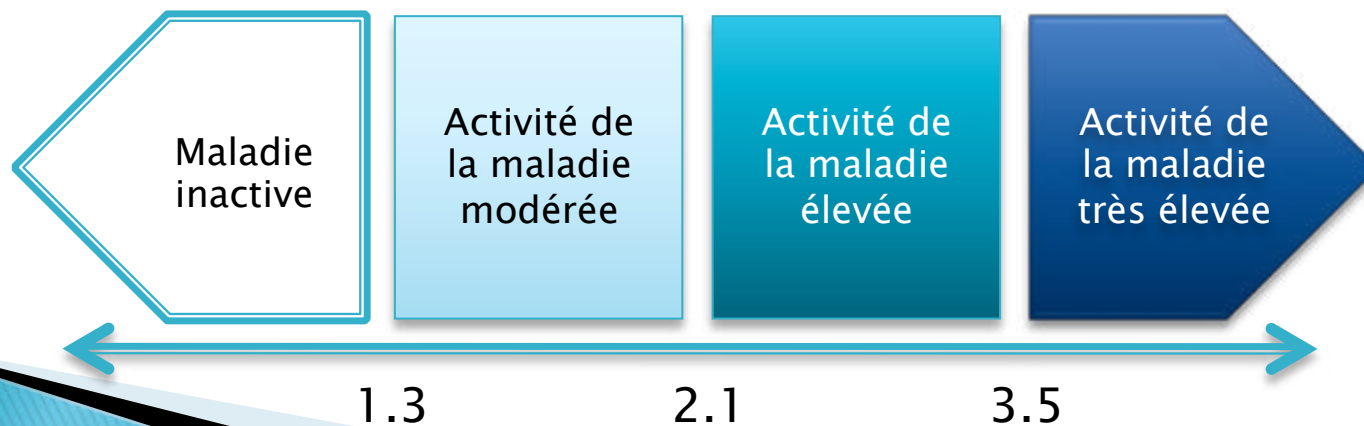 Maladie
inactive
Activité de
la maladie
modérée
Activité de
la maladie
élevée
Activité de
la maladie
très élevée
1.3
2.1
3.5